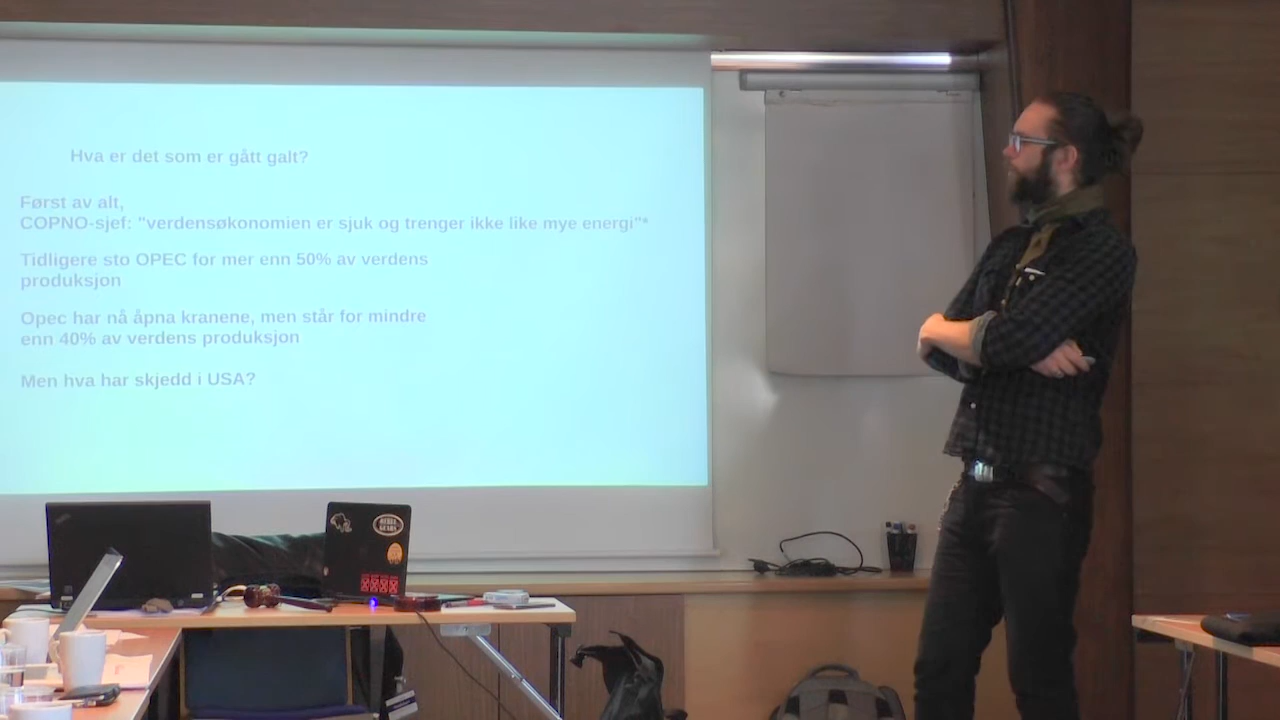 Hva er det som er gått galt?
Først av alt,
COPNO-sjef: "verdensøkonomien er sjuk og trenger ikke like mye energi"*
Tidligere sto OPEC for mer enn 50% av verdens
produksjon
Opec har nå åpna kranene, men står for mindre
enn 40% av verdens produksjon
Men hva har skjedd i USA?